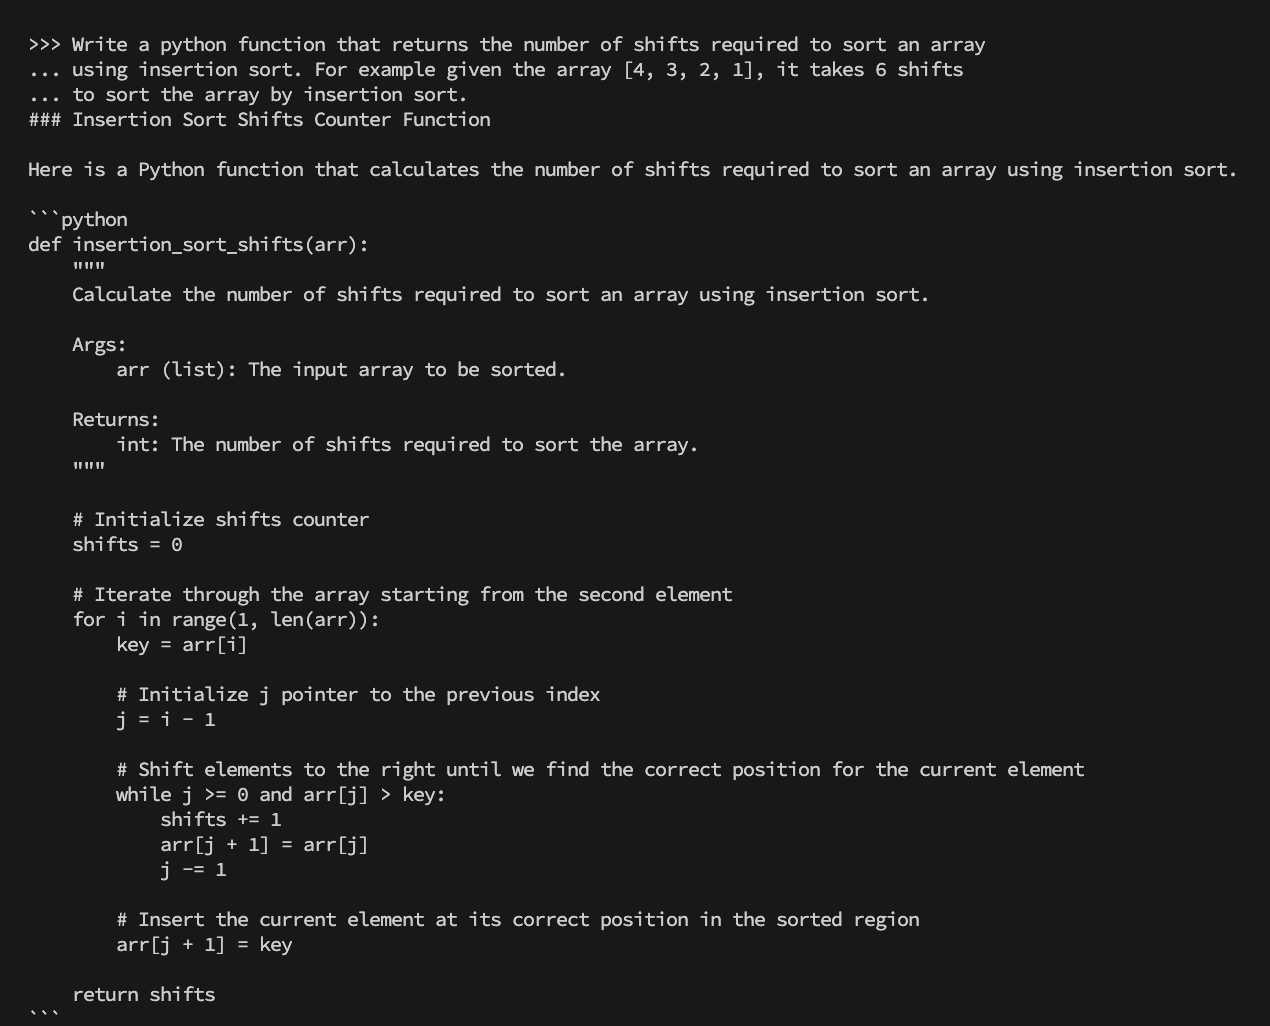 >>> Write a python function that returns the number of shifts required to sort an array
... using insertion sort. For example given the array [4, 3, 2, 1], it takes 6 shifts
... to sort the array by insertion sort.
### Insertion Sort Shifts Counter Function

Here is a Python function that calculates the number of shifts required to sort an array using insertion sort.

```python
def insertion_sort_shifts(arr):
    """
    Calculate the number of shifts required to sort an array using insertion sort.

    Args:
        arr (list): The input array to be sorted.

    Returns:
        int: The number of shifts required to sort the array.
    """

    # Initialize shifts counter
    shifts = 0

    # Iterate through the array starting from the second element
    for i in range(1, len(arr)):
        key = arr[i]

        # Initialize j pointer to the previous index
        j = i - 1

        # Shift elements to the right until we find the correct position for the current element
        while j >= 0 and arr[j] > key:
            shifts += 1
            arr[j + 1] = arr[j]
            j -= 1

        # Insert the current element at its correct position in the sorted region
        arr[j + 1] = key

    return shifts
```